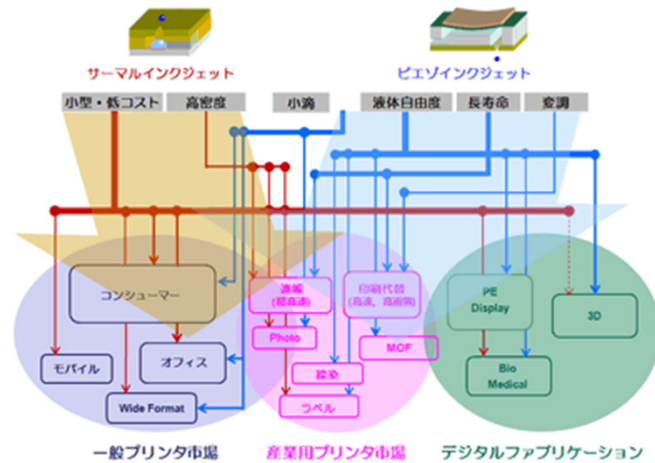 サーマルインクジェット
ピエゾインクジェット
小型・低コスト
高密度
小滴
液体自由度
長寿命
変調
コンシューマー
速報
(超高速)
印刷代替
(高速、高画質)
PE
Display
3D
Photo
MOF
モバイル
オフィス
捺染
Bio
Medical
Wide Format
ラベル
一般プリンタ市場
産業用プリンタ市場
デジタルファブリケーション